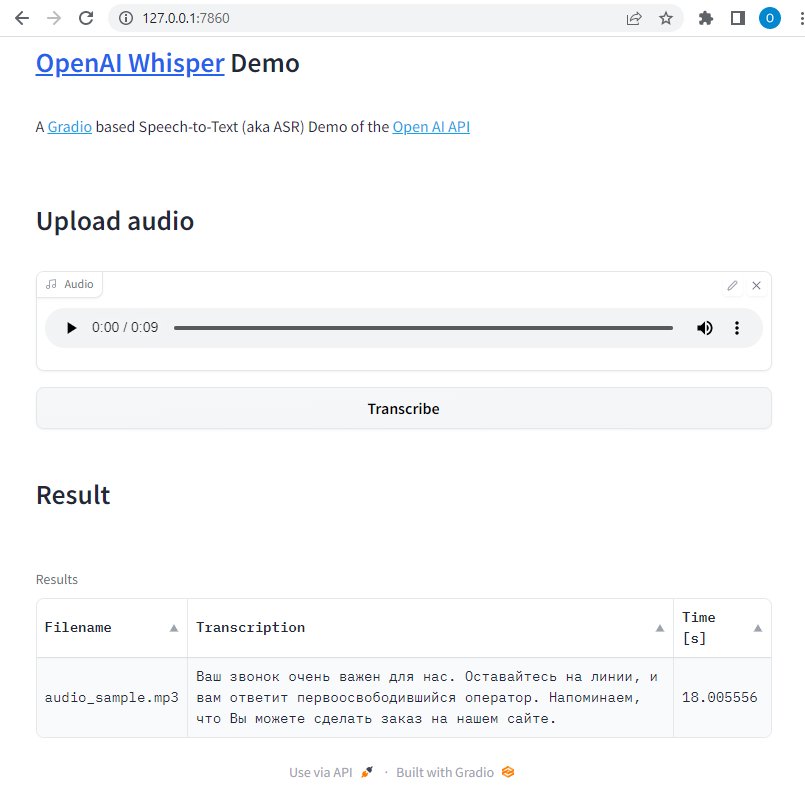 127.0.0.1:7860
O
OpenAI Whisper Demo
A Gradio based Speech-to-Text (aka ASR) Demo of the Open AI API
Upload audio
Audio
0:00 / 0:09
Transcribe
Result
Results
Filename Transcription Time
[s]
audio_sample.mp3
Ваш звонок очень важен для нас. Оставайтесь на линии, и
вам ответит первоосвободившийся оператор. Напоминаем,
что Вы можете сделать заказ на нашем сайте.
18.005556
Use via API · Built with Gradio